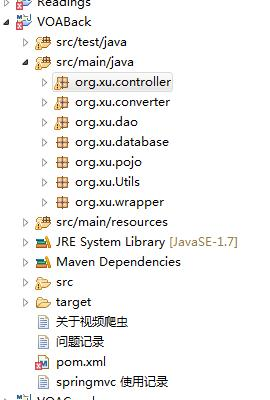 Readings
VOABack
src/test/java
src/main/java
org.xu.controller
org.xu.converter
org.xu.dao
org.xu.database
org.xu.pojo
org.xu.Utils
org.xu.wrapper
src/main/resources
JRE System Library [JavaSE-1.7]
Maven Dependencies
src
target
关于视频爬虫
问题记录
pom.xml
springmvc 使用记录